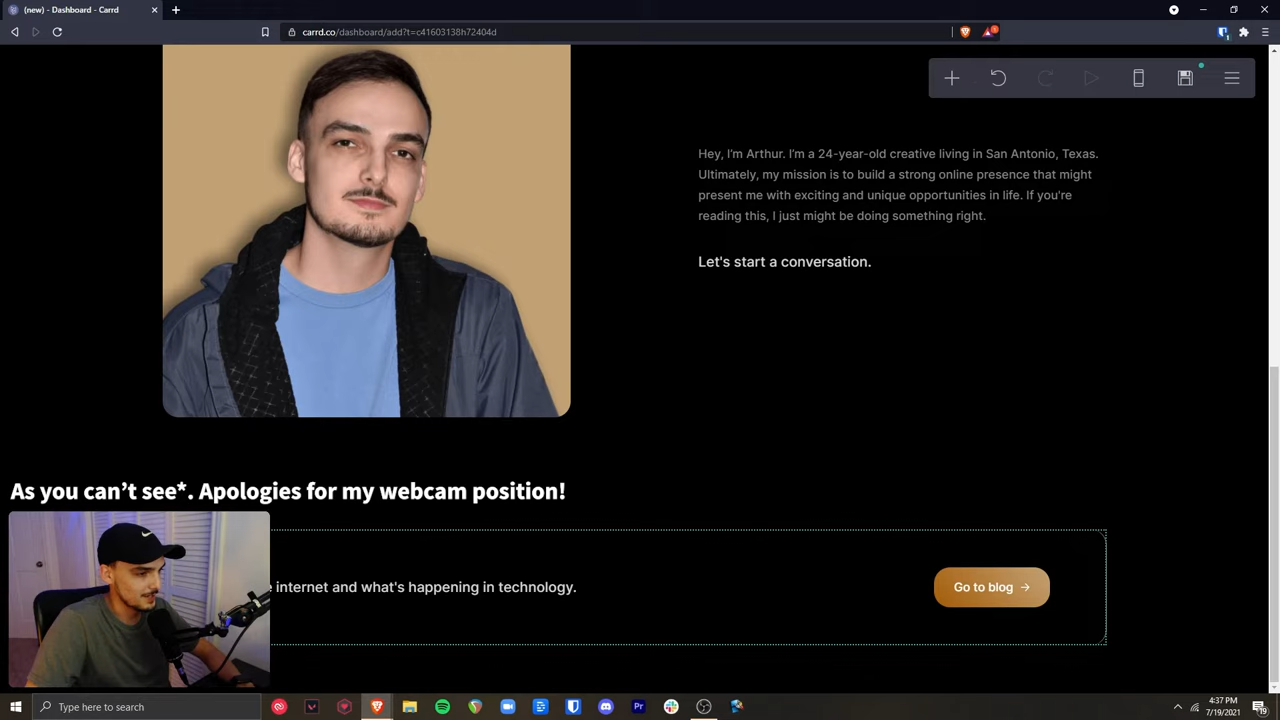 (new) - Dashboard - Carrd
carrd.co/dashboard/add?t=c41603138h72404d
Hey, I'm Arthur. I'm a 24-year-old creative living in San Antonio, Texas.
Ultimately, my mission is to build a strong online presence that might
present me with exciting and unique opportunities in life. If you're
reading this, I just might be doing something right.
Let's start a conversation.
As you can’t see*. Apologies for my webcam position!
internet and what's happening in technology.
Go to blog →
Type here to search
4:37 PM
7/19/2021